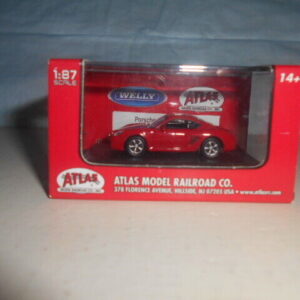 1:87
SCALE
14+
WELLY
ATLAS
Porsche
ATLAS
ATLAS MODEL RAILROAD CO.
378 FLORENCE AVENUE, HILLSIDE, NJ 07205 USA • www.atlasrr.com